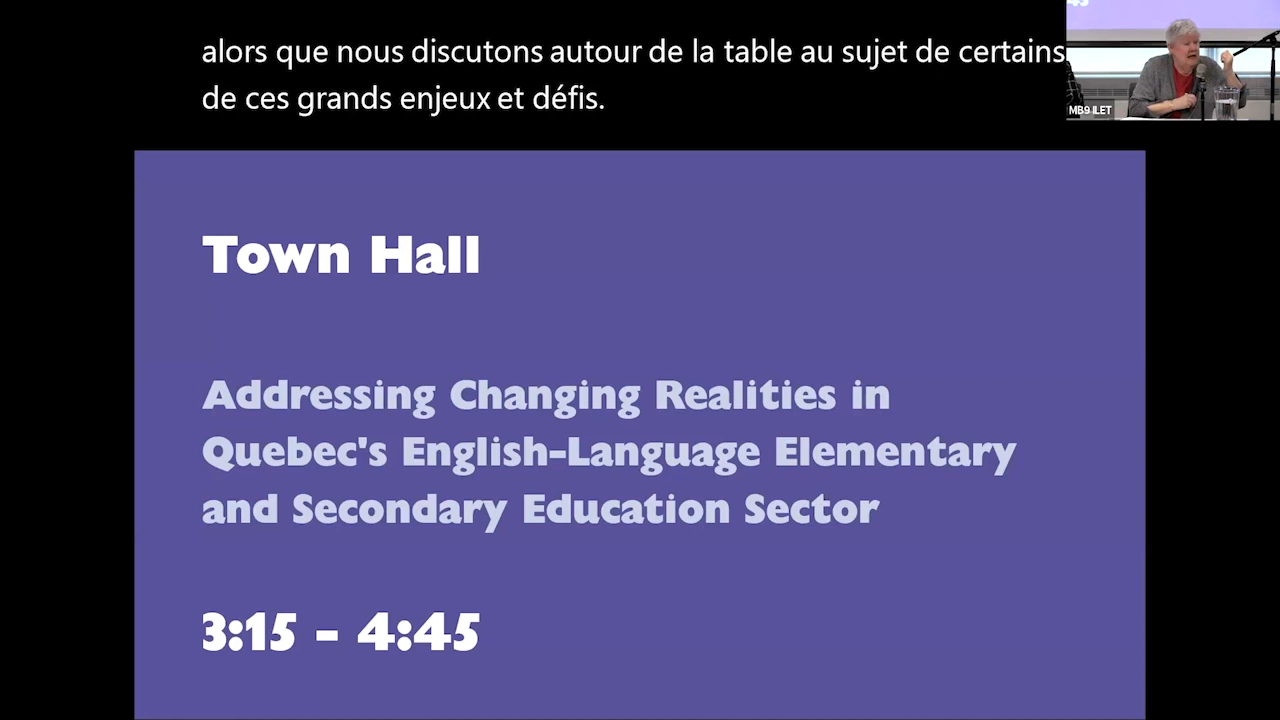 alors que nous discutons autour de la table au sujet de certains
de ces grands enjeux et défis.
MB9 ILET
Town Hall
Addressing Changing Realities in
Quebec's English-Language Elementary
and Secondary Education Sector
3:15 - 4:45